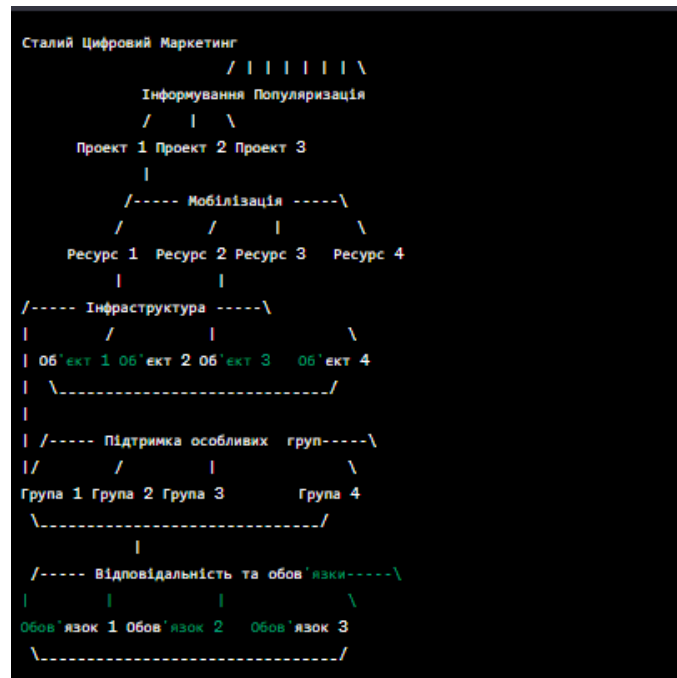 Сталий Цифровий Маркетинг
/ | | | | | | \
Інформування Популяризація
/ | \
Проект 1 Проект 2 Проект 3
|
/----- Мобілізація -----\
/ / | \
Ресурс 1 Ресурс 2 Ресурс 3 Ресурс 4
| |
/----- Інфраструктура -----\
| / | \
| Об'єкт 1 Об'єкт 2 Об'єкт 3 Об'єкт 4
| \_____________________________/
|
| /----- Підтримка особливих груп-----\
|/ / | \
Група 1 Група 2 Група 3 Група 4
\______________________________/
|
/----- Відповідальність та обов'язки-----\
| | | \
Обов'язок 1 Обов'язок 2 Обов'язок 3
\________________________________/